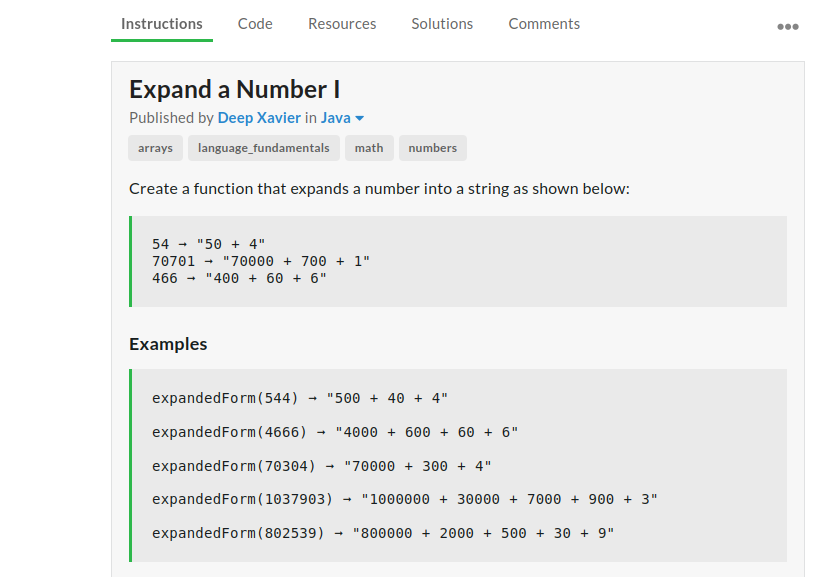 Instructions Code Resources Solutions Comments
Expand a Number I
Published by Deep Xavier in Java
arrays language_fundamentals math numbers
Create a function that expands a number into a string as shown below:
54 → "50 + 4"
70701 → "70000 + 700 + 1"
466 → "400 + 60 + 6"
Examples
expandedForm(544) → "500 + 40 + 4"
expandedForm(4666) → "4000 + 600 + 60 + 6"
expandedForm(70304) → "70000 + 300 + 4"
expandedForm(1037903) → "1000000 + 30000 + 7000 + 900 + 3"
expandedForm(802539) → "800000 + 2000 + 500 + 30 + 9"